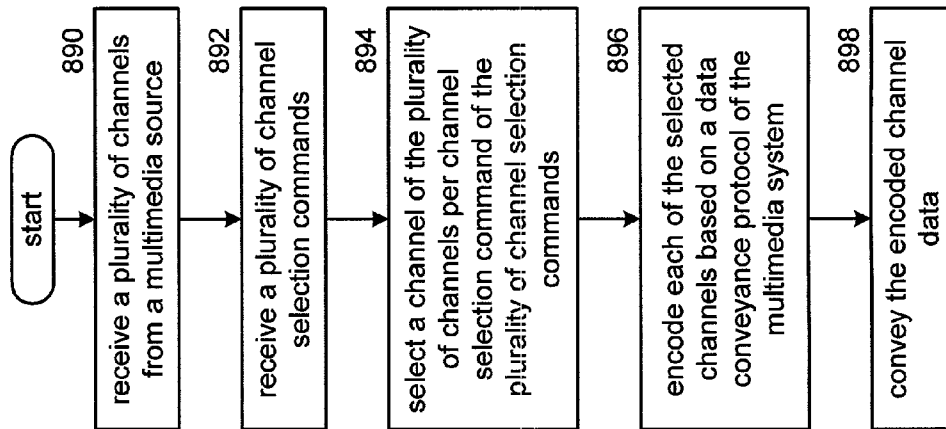 start
890
receive a plurality of channels
from a multimedia source
892
receive a plurality of channel
selection commands
894
select a channel of the plurality
of channels per channel
selection command of the
plurality of channel selection
commands
896
encode each of the selected
channels based on a data
conveyance protocol of the
multimedia system
898
convey the encoded channel
data